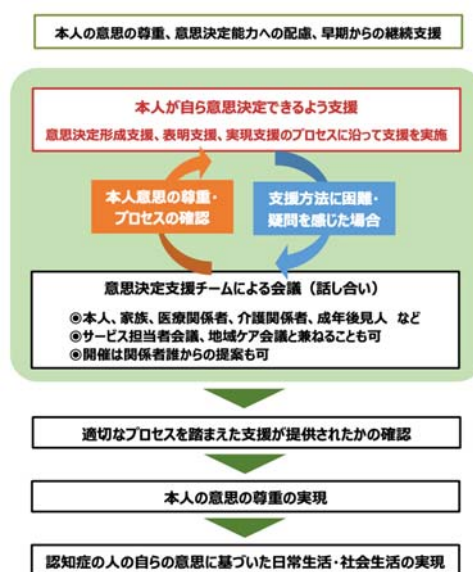 本人の意思の尊重、意思決定能力への配慮、早期からの継続支援
本人が自ら意思決定できるよう支援
意思決定形成支援、表明支援、実現支援のプロセスに沿って支援を実施
本人意思の尊重・
プロセスの確認
支援方法に困難・
疑問を感じた場合
意思決定支援チームによる会議（話し合い）
◉本人、家族、医療関係者、介護関係者、成年後見人 など
◉サービス担当者会議、地域ケア会議と兼ねることも可
◉開催は関係者誰からの提案も可
適切なプロセスを踏まえた支援が提供されたかの確認
本人の意思の尊重の実現
認知症の人の自らの意思に基づいた日常生活・社会生活の実現